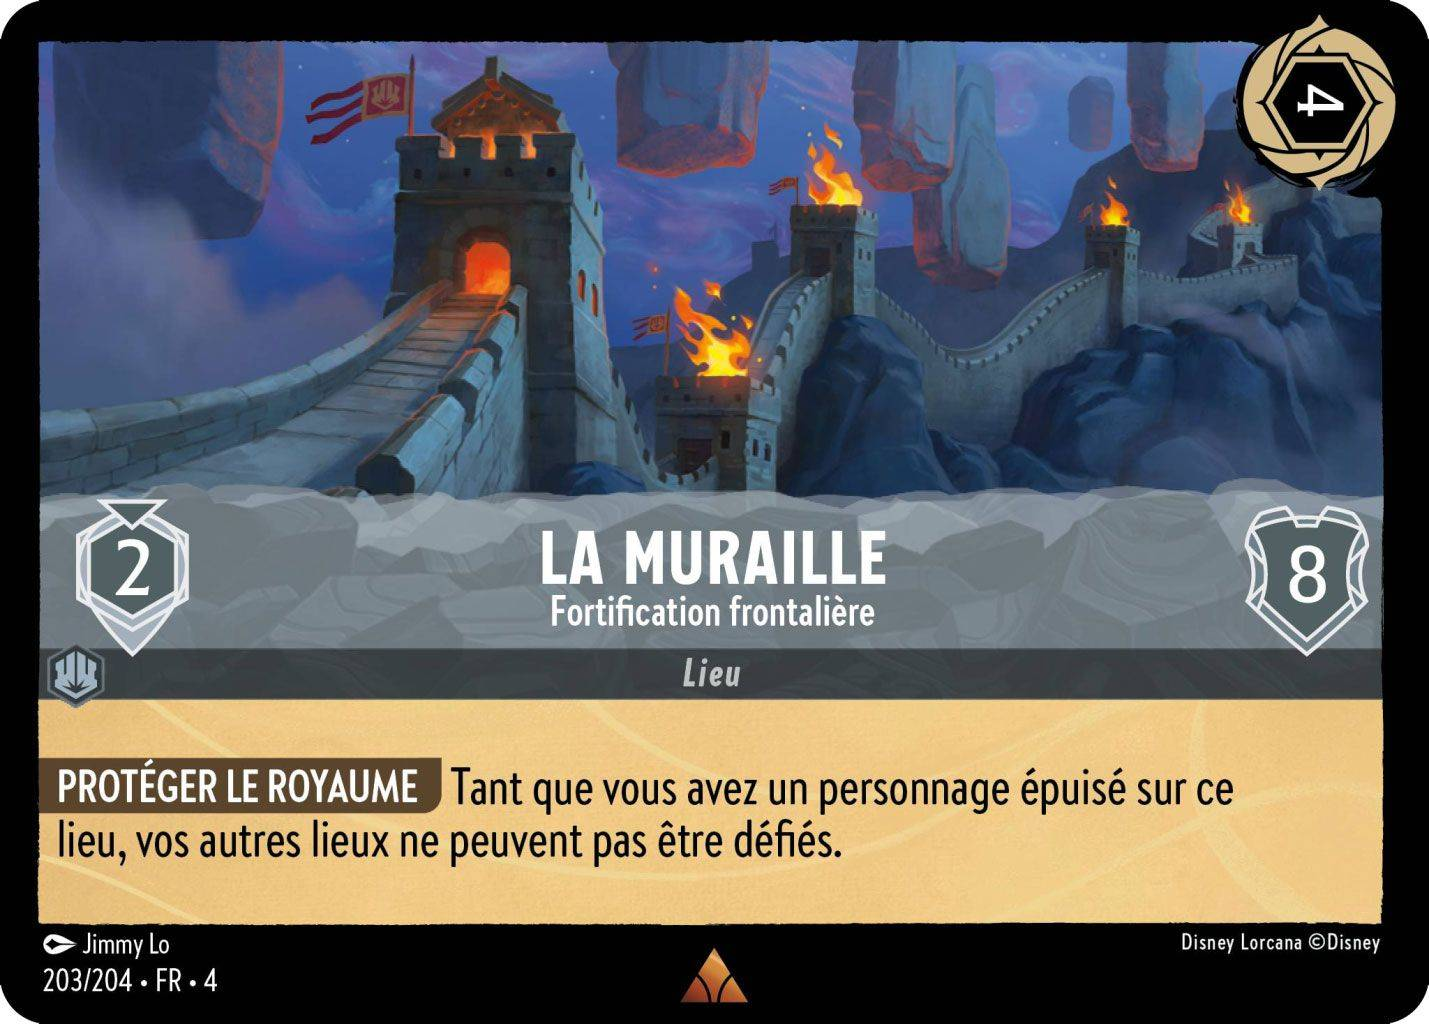 4
2
LA MURAILLE
Fortification frontalière
8
Lieu
PROTÉGER LE ROYAUME Tant que vous avez un personnage épuisé sur ce
lieu, vos autres lieux ne peuvent pas être défiés.
Jimmy Lo
Disney Lorcana ©Disney
203/204 • FR • 4